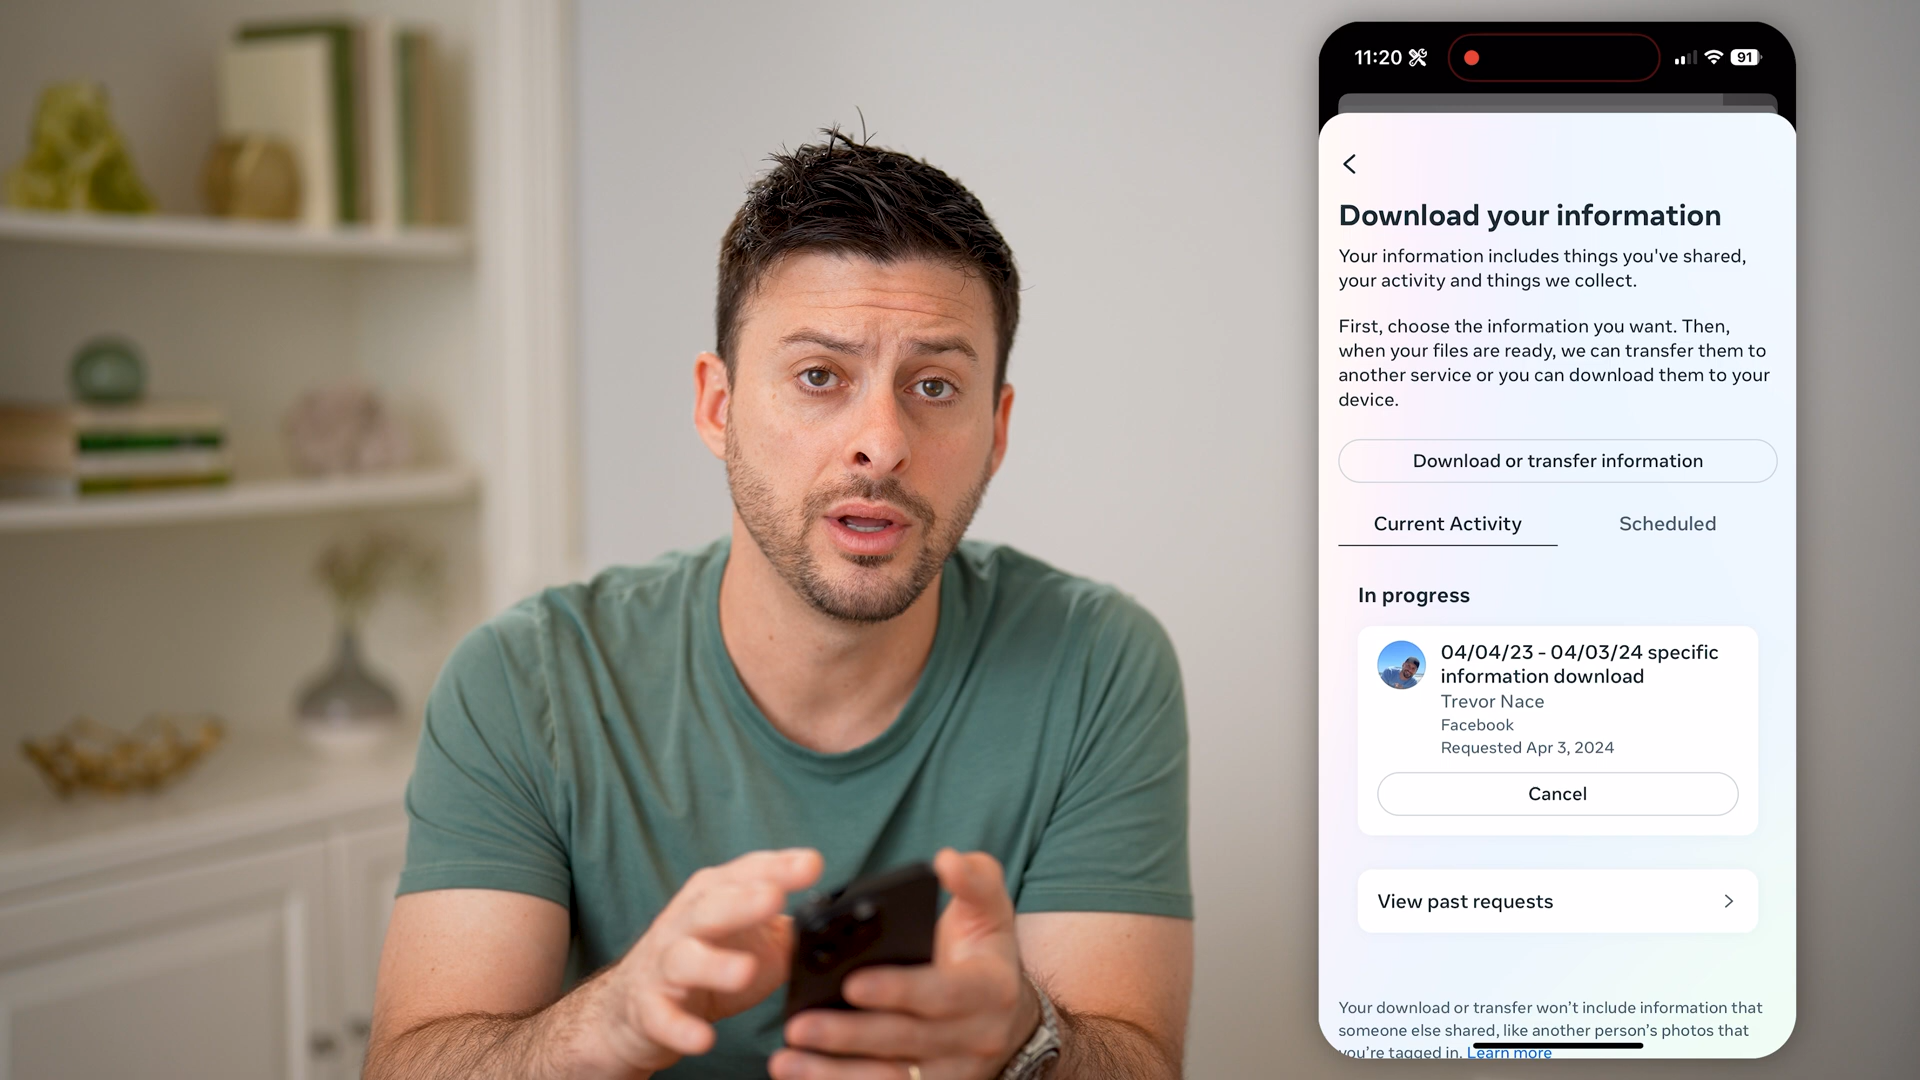 11:20
91
Download your information
Your information includes things you've shared,
your activity and things we collect.
First, choose the information you want. Then,
when your files are ready, we can transfer them to
another service or you can download them to your
device.
Download or transfer information
Current Activity
Scheduled
In progress
04/04/23 - 04/03/24 specific
information download
Trevor Nace
Facebook
Requested Apr 3, 2024
Cancel
View past requests
Your download or transfer won't include information that
someone else shared, like another person's photos that
you're tagged in. Learn more